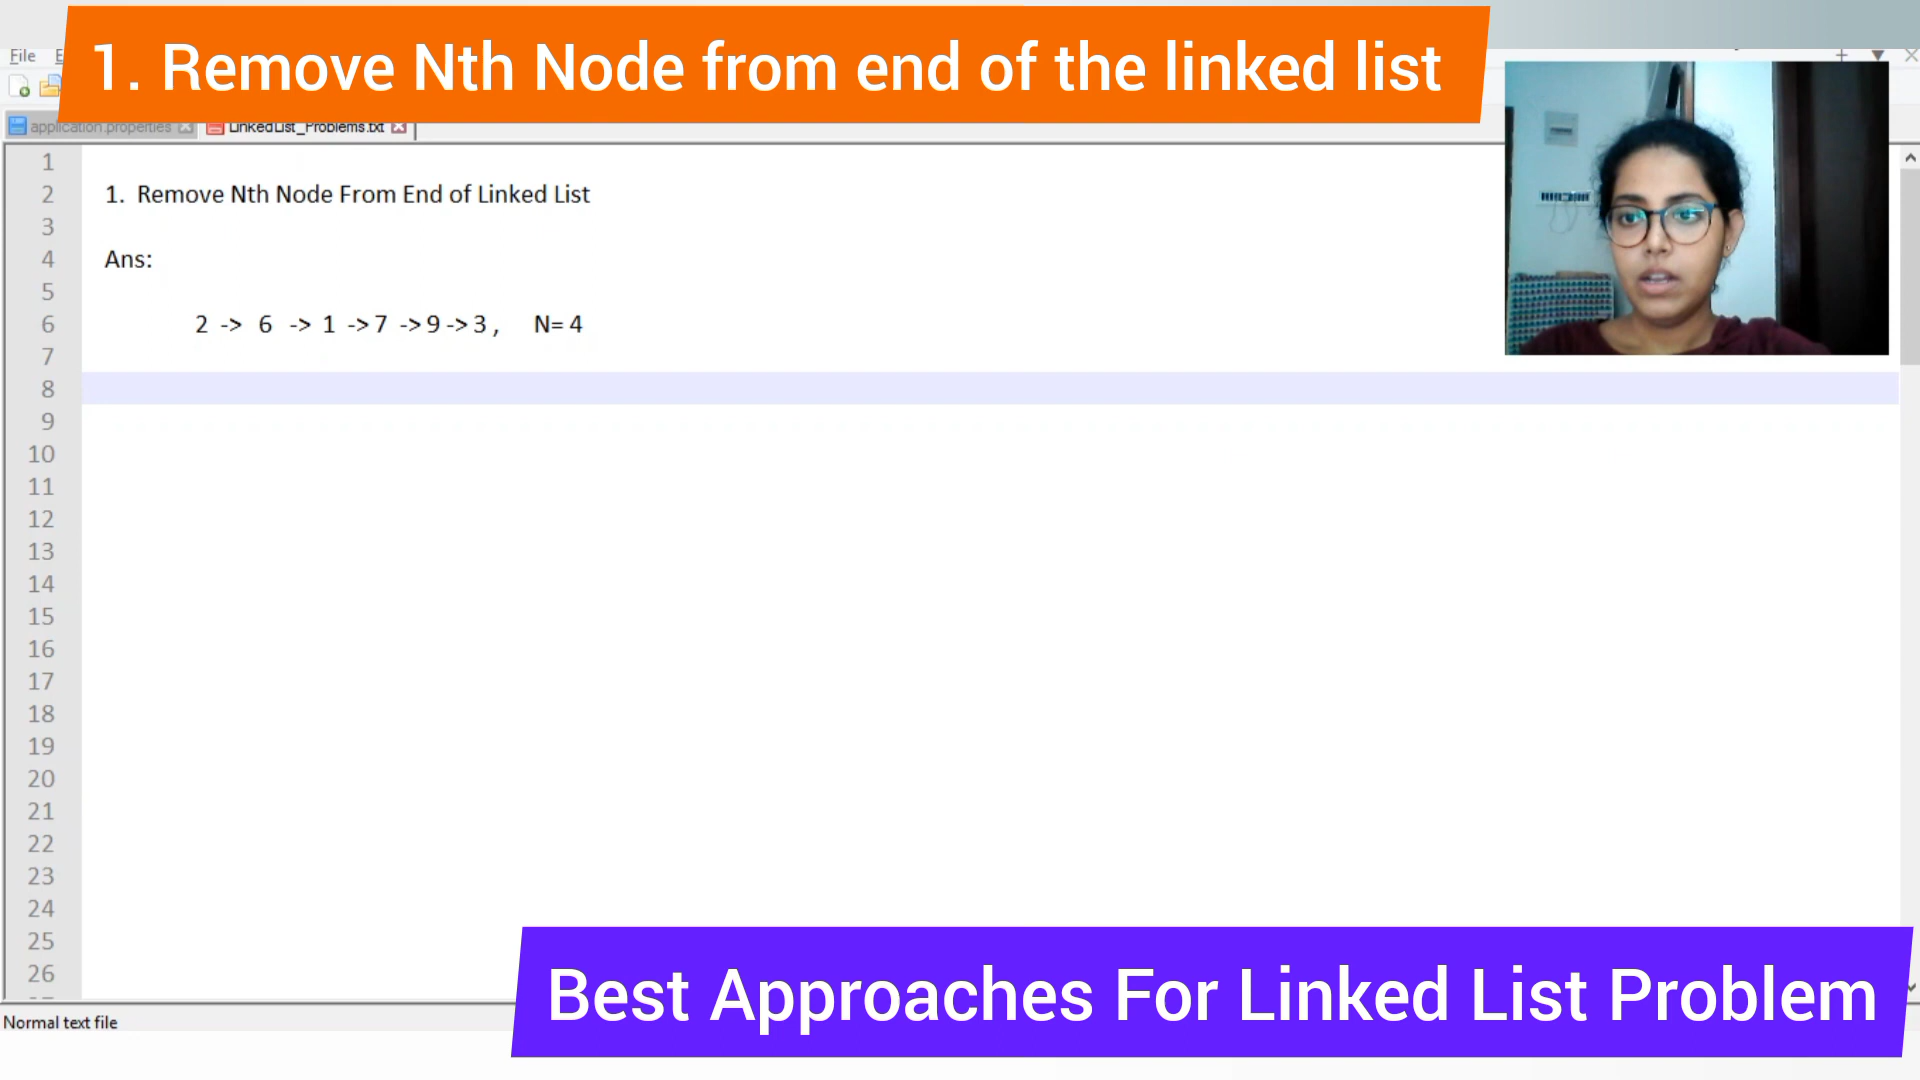 1. Remove Nth Node from end of the linked list
File
application.properties
LinkedList_Problems.txt
1
2 1. Remove Nth Node From End of Linked List
3
4 Ans:
5
6 2 -> 6 -> 1 ->7 ->9->3 , N= 4
7
8
9
10
11
12
13
14
15
16
17
18
19
20
21
22
23
24
25
26
Best Approaches For Linked List Problem
Normal text file